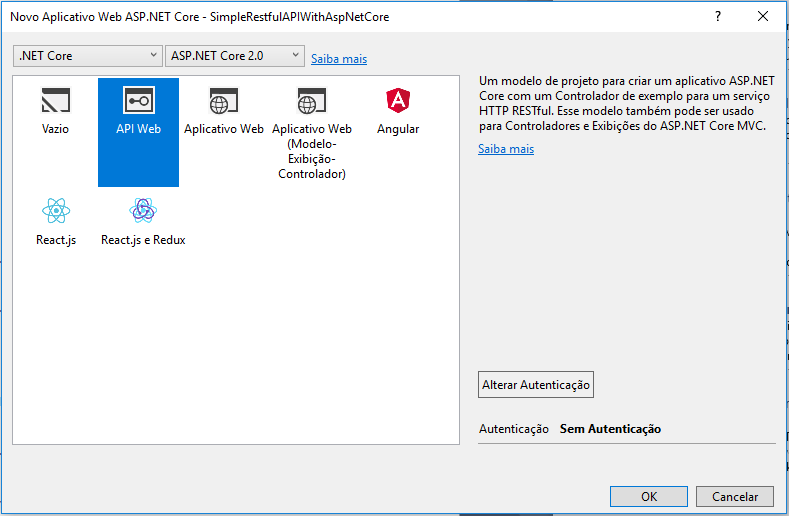 Novo Aplicativo Web ASP.NET Core - SimpleRestfulAPIWithAspNetCore
?
.NET Core
ASP.NET Core 2.0
Saiba mais
Vazio
API Web
Aplicativo Web
Aplicativo Web
(Modelo-
Exibição-
Controlador)
Angular
React.js
React.js e Redux
Um modelo de projeto para criar um aplicativo ASP.NET
Core com um Controlador de exemplo para um serviço
HTTP RESTful. Esse modelo também pode ser usado
para Controladores e Exibições do ASP.NET Core MVC.
Saiba mais
Alterar Autenticação
Autenticação Sem Autenticação
OK
Cancelar